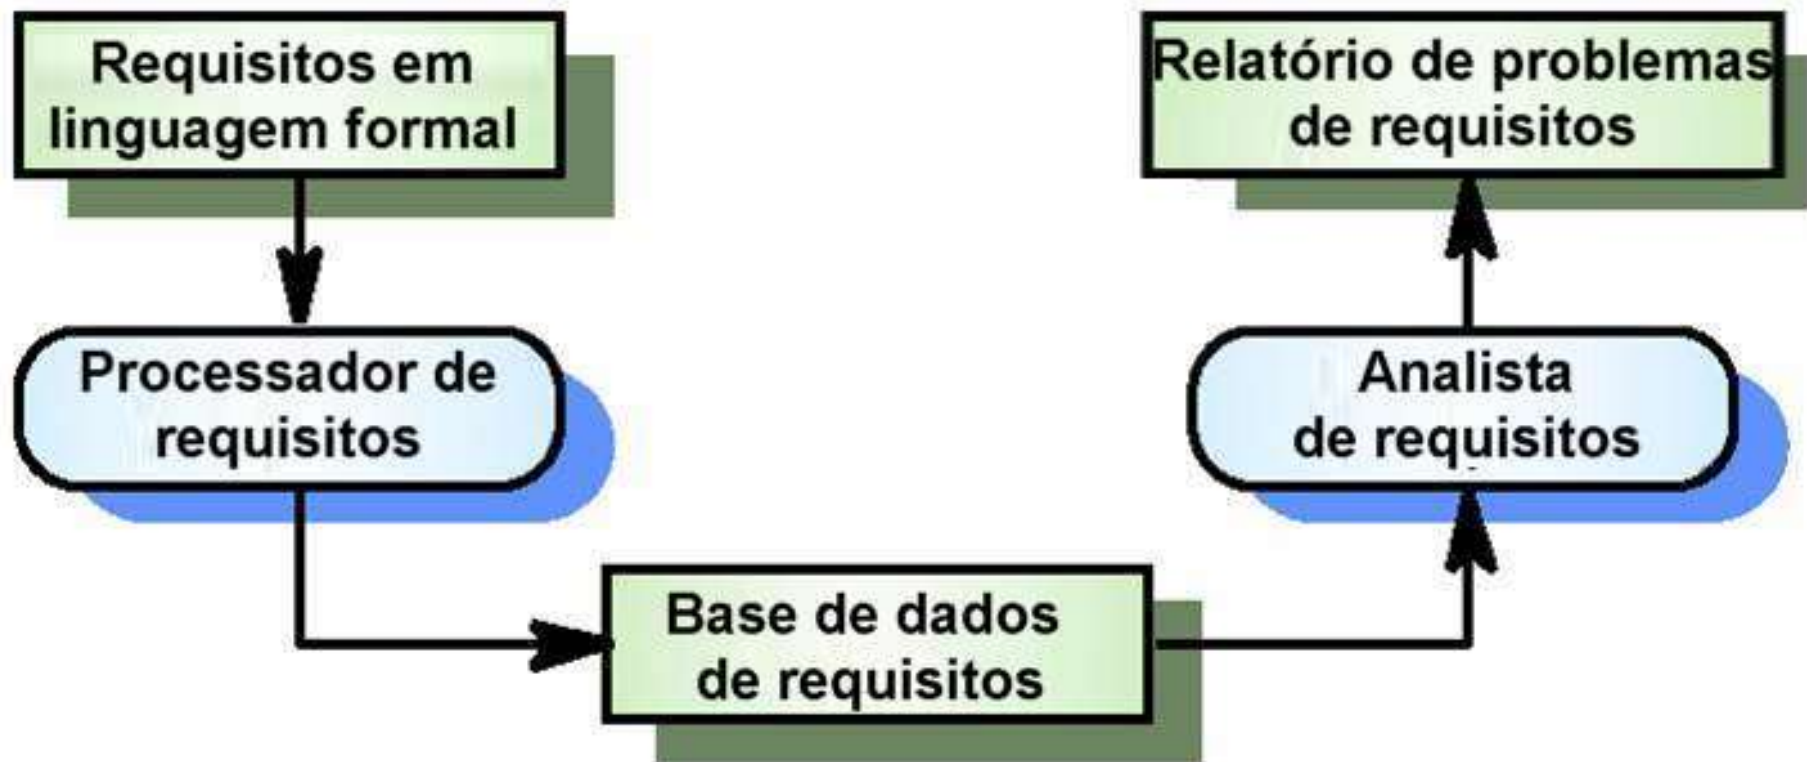 Requisitos em
linguagem formal
Relatório de problemas
de requisitos
Processador de
requisitos
Analista
de requisitos
Base de dados
de requisitos